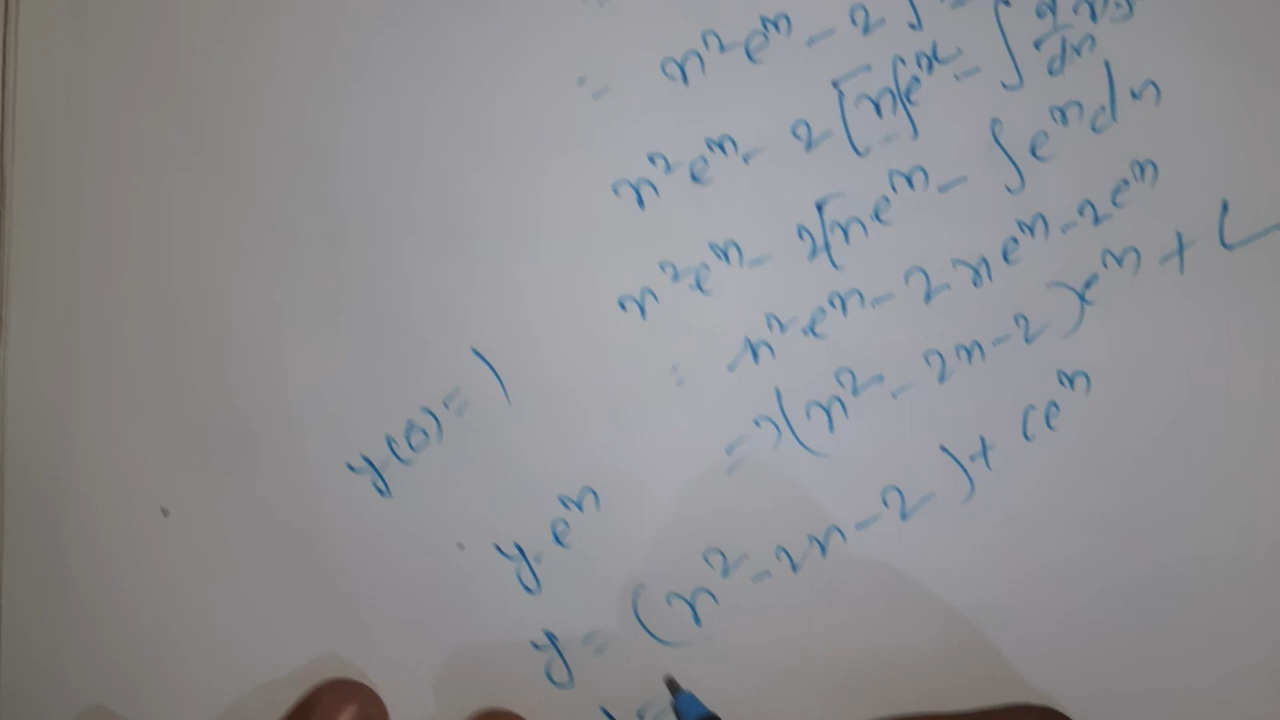 = x²eˣ - 2∫
x²eˣ - 2[x∫eˣ - ∫ d/dx
x²eˣ - 2[xeˣ - ∫eˣdx
= x²eˣ - 2xeˣ - 2eˣ
y(0) = 1
y·eˣ => (x² - 2x - 2)eˣ + C
y = (x² - 2x - 2) + Ceˣ